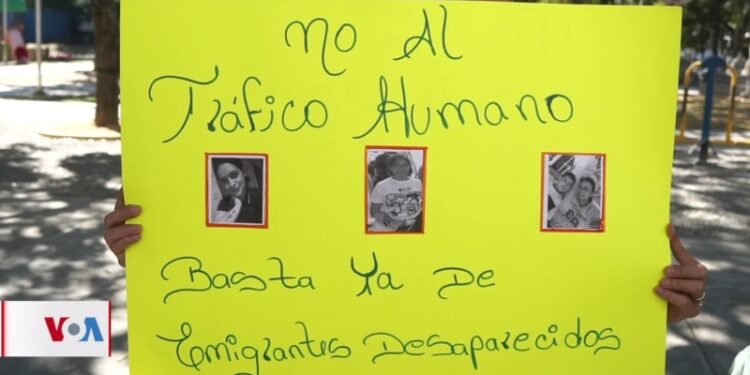 No Al
Tráfico Humano
Basta Ya De
Emigrantes Desaparecidos
VOA